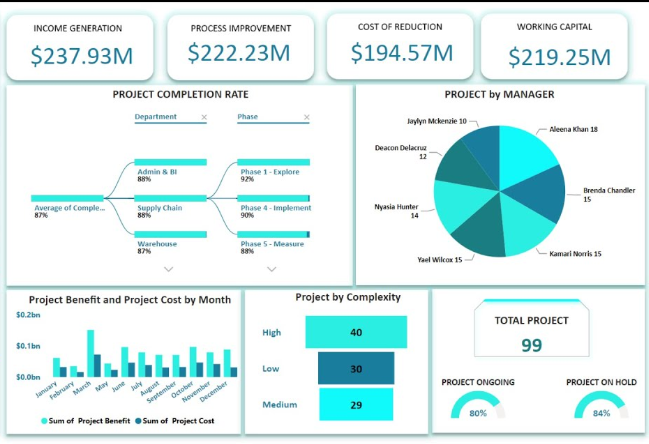 INCOME GENERATION
$237.93M
PROCESS IMPROVEMENT
$222.23M
COST OF REDUCTION
$194.57M
WORKING CAPITAL
$219.25M
PROJECT COMPLETION RATE
Department
Phase
Average of Comple...
87%
Admin & BI
88%
Supply Chain
88%
Warehouse
87%
Phase 1 - Explore
92%
Phase 4 - Implement
90%
Phase 5 - Measure
88%
PROJECT by MANAGER
Jaylyn Mckenzie 10
Aleena Khan 18
Deacon Delacruz
12
Brenda Chandler
15
Nyasia Hunter
14
Yael Wilcox 15
Kamari Norris 15
Project Benefit and Project Cost by Month
$0.2bn
$0.1bn
$0.0bn
January
February
March
May
June
July
August
September
October
November
December
Sum of Project Benefit
Sum of Project Cost
Project by Complexity
High
40
Low
30
Medium
29
TOTAL PROJECT
99
PROJECT ONGOING
80%
PROJECT ON HOLD
84%